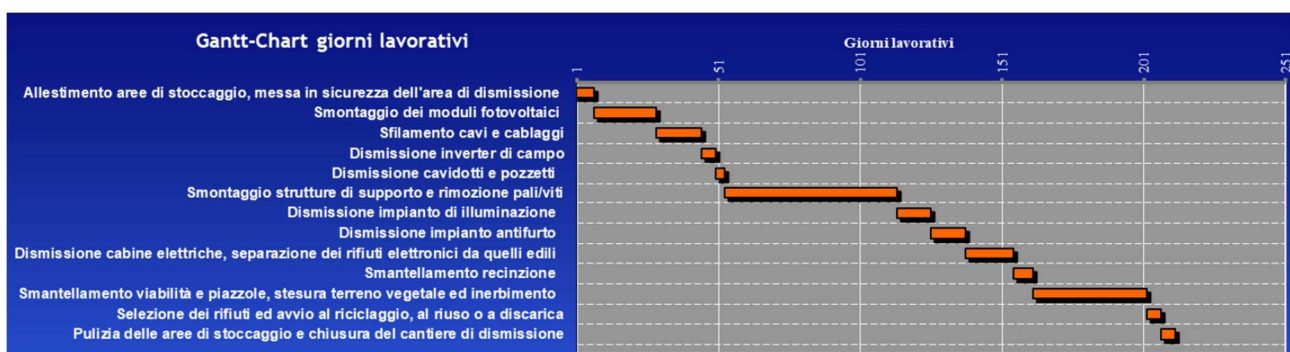 Gantt-Chart giorni lavorativi
Giorni lavorativi
1 51 101 151 201 251
Allestimento aree di stoccaggio, messa in sicurezza dell'area di dismissione
Smontaggio dei moduli fotovoltaici
Sfilamento cavi e cablaggi
Dismissione inverter di campo
Dismissione cavidotti e pozzetti
Smontaggio strutture di supporto e rimozione pali/viti
Dismissione impianto di illuminazione
Dismissione impianto antifurto
Dismissione cabine elettriche, separazione dei rifiuti elettronici da quelli edili
Smantellamento recinzione
Smantellamento viabilità e piazzole, stesura terreno vegetale ed inerbimento
Selezione dei rifiuti ed avvio al riciclaggio, al riuso o a discarica
Pulizia delle aree di stoccaggio e chiusura del cantiere di dismissione